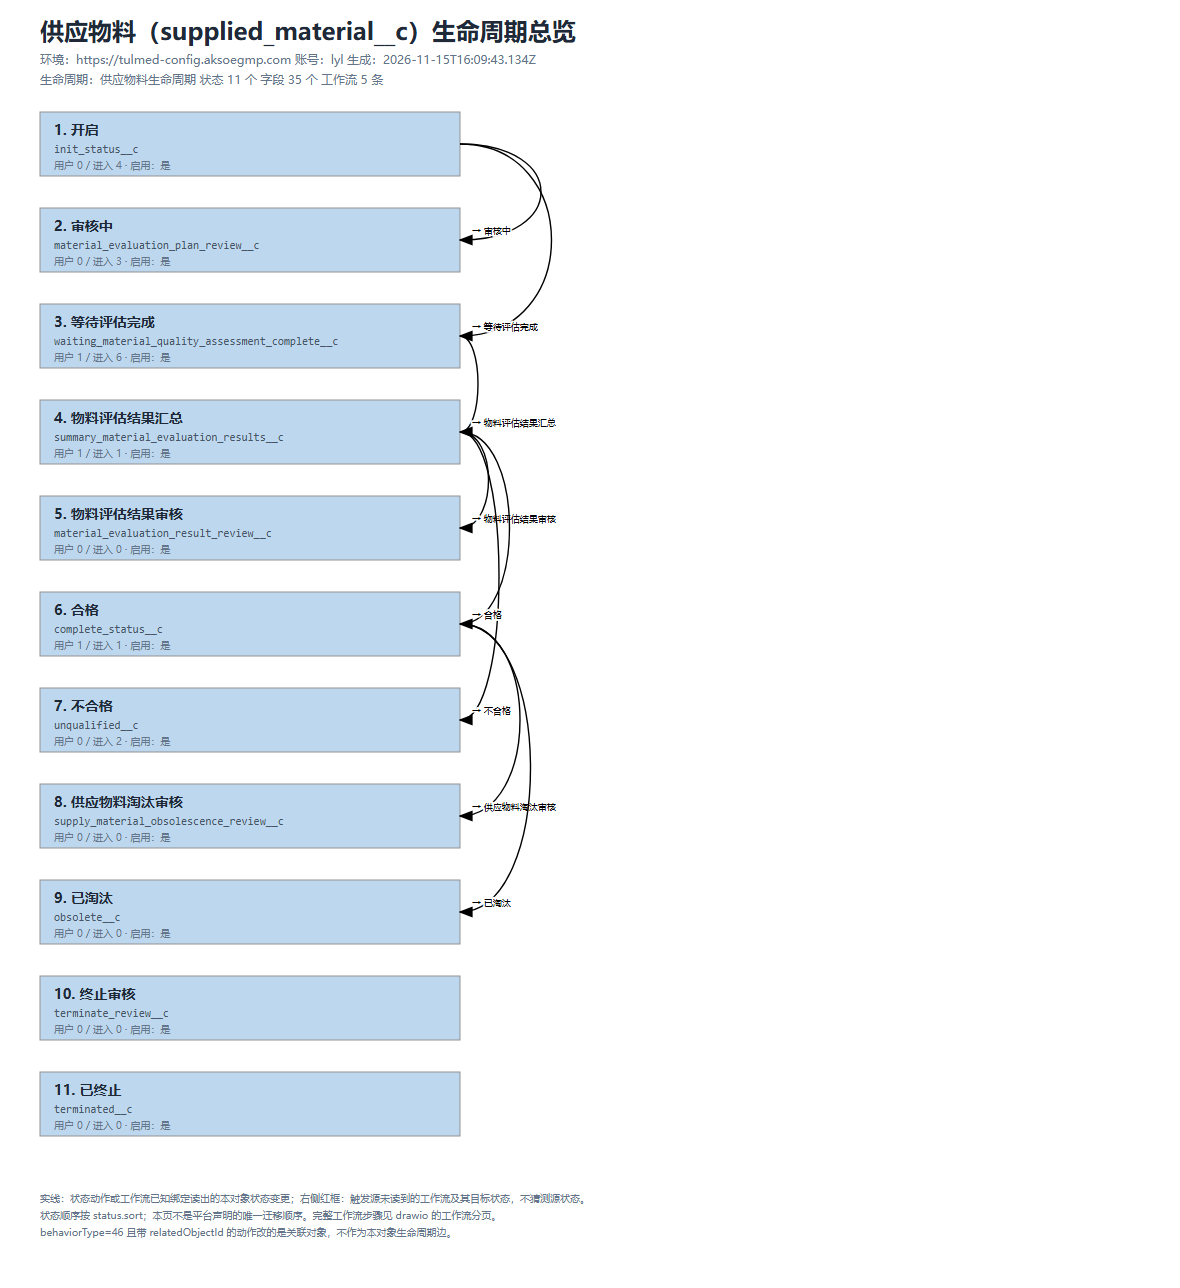 供应物料（supplied_material__c）生命周期总览
环境：https://tulmed-config.aksoegmp.com 账号：lyl 生成：2026-11-15T16:09:43.134Z
生命周期：供应物料生命周期 状态 11 个 字段 35 个 工作流 5 条
1. 开启
init_status__c
用户 0 / 进入 4 · 启用：是
2. 审核中
material_evaluation_plan_review__c
用户 0 / 进入 3 · 启用：是
→ 审核中
3. 等待评估完成
waiting_material_quality_assessment_complete__c
用户 1 / 进入 6 · 启用：是
→ 等待评估完成
4. 物料评估结果汇总
summary_material_evaluation_results__c
用户 1 / 进入 1 · 启用：是
→ 物料评估结果汇总
5. 物料评估结果审核
material_evaluation_result_review__c
用户 0 / 进入 0 · 启用：是
→ 物料评估结果审核
6. 合格
complete_status__c
用户 1 / 进入 1 · 启用：是
→ 合格
7. 不合格
unqualified__c
用户 0 / 进入 2 · 启用：是
→ 不合格
8. 供应物料淘汰审核
supply_material_obsolescence_review__c
用户 0 / 进入 0 · 启用：是
→ 供应物料淘汰审核
9. 已淘汰
obsolete__c
用户 0 / 进入 0 · 启用：是
→ 已淘汰
10. 终止审核
terminate_review__c
用户 0 / 进入 0 · 启用：是
11. 已终止
terminated__c
用户 0 / 进入 0 · 启用：是
实线：状态动作或工作流已知绑定读出的本对象状态变更；右侧红框：触发源未读到的工作流及其目标状态，不猜测源状态。
状态顺序按 status.sort；本页不是平台声明的唯一迁移顺序。完整工作流步骤见 drawio 的工作流分页。
behaviorType=46 且带 relatedObjectId 的动作改的是关联对象，不作为本对象生命周期边。